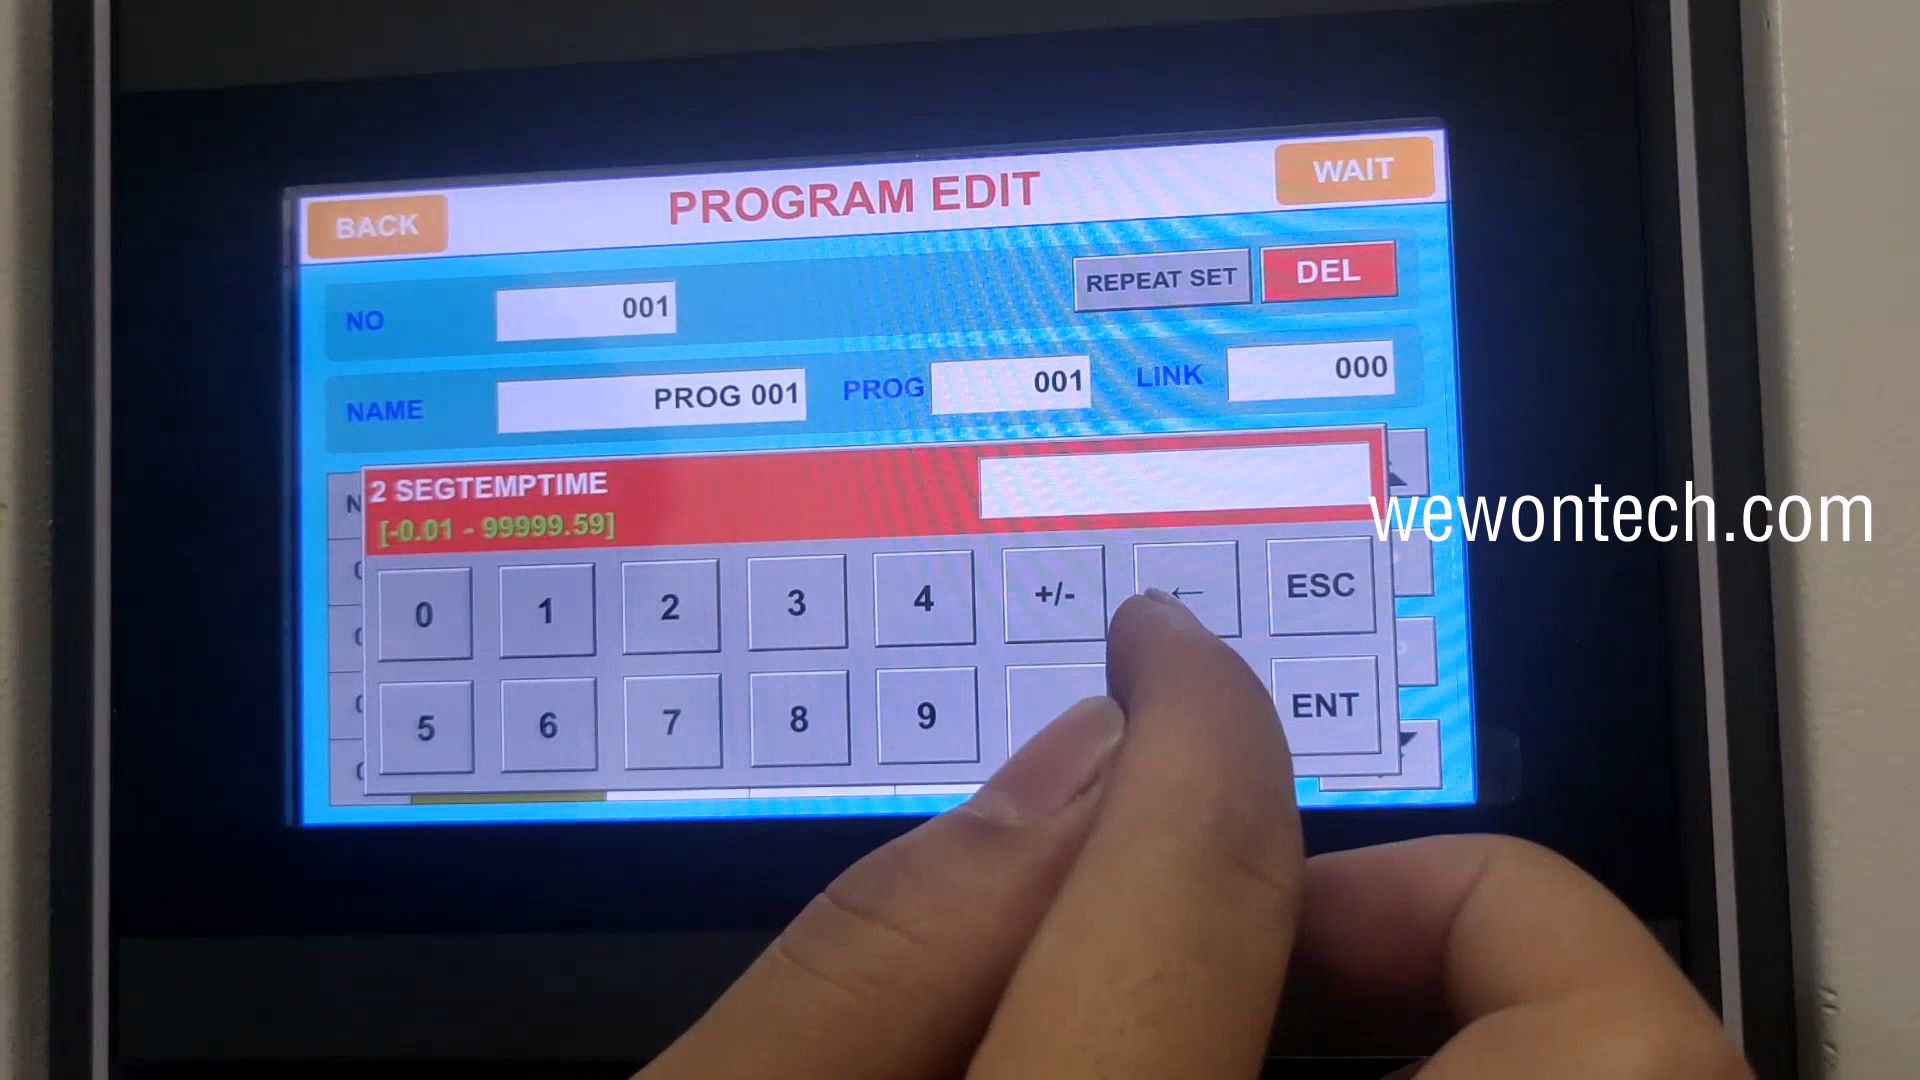 BACK
PROGRAM EDIT
WAIT
NO
001
REPEAT SET
DEL
NAME
PROG 001
PROG
001
LINK
000
2 SEGTEMPTIME
[-0.01 - 99999.59]
wewontech.com
0
1
2
3
4
+/-
←
ESC
5
6
7
8
9
ENT